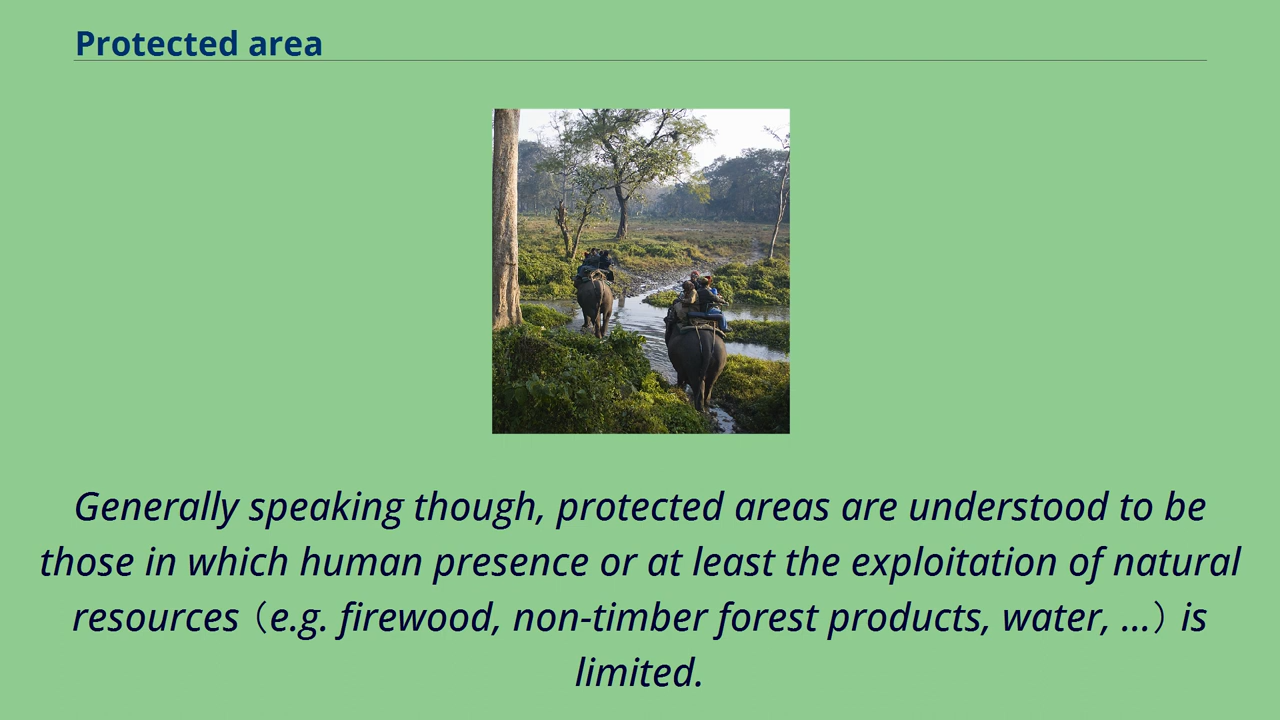 Protected area
Generally speaking though, protected areas are understood to be
those in which human presence or at least the exploitation of natural
resources（e.g. firewood, non-timber forest products, water, ...）is
limited.